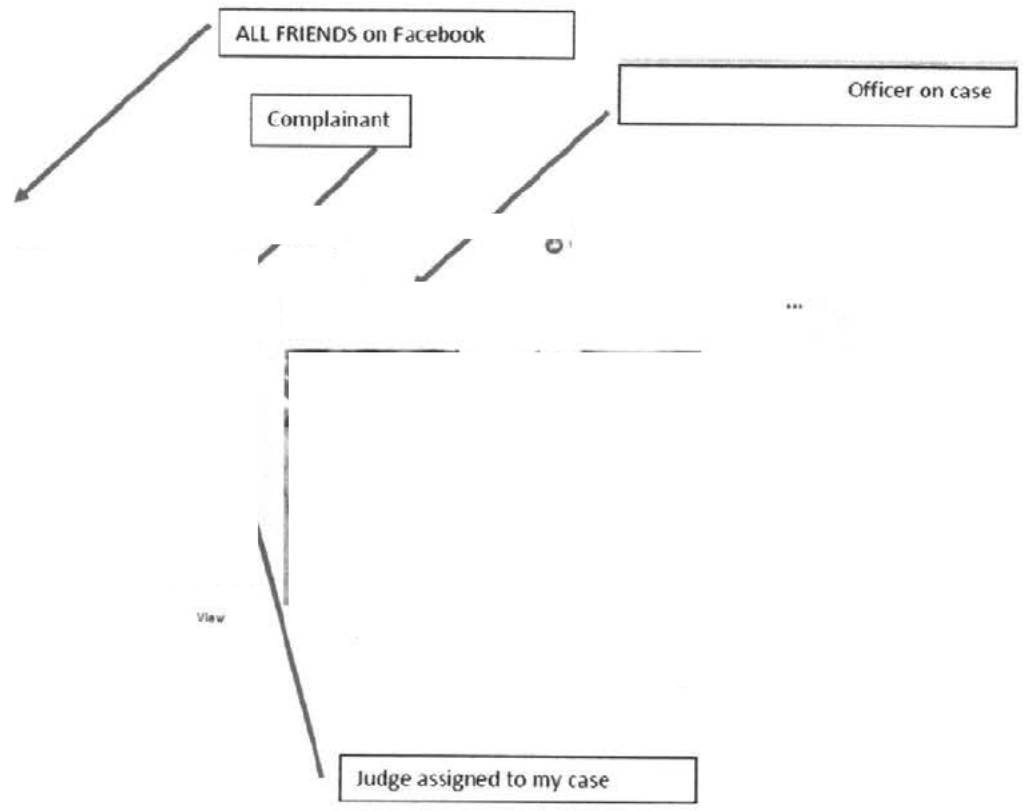 ALL FRIENDS on Facebook
Officer on case
Complainant
...
View
Judge assigned to my case